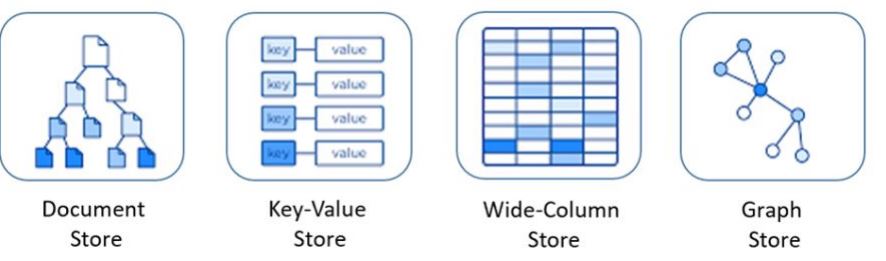 key value
key value
key value
key value
Document
Store
Key-Value
Store
Wide-Column
Store
Graph
Store